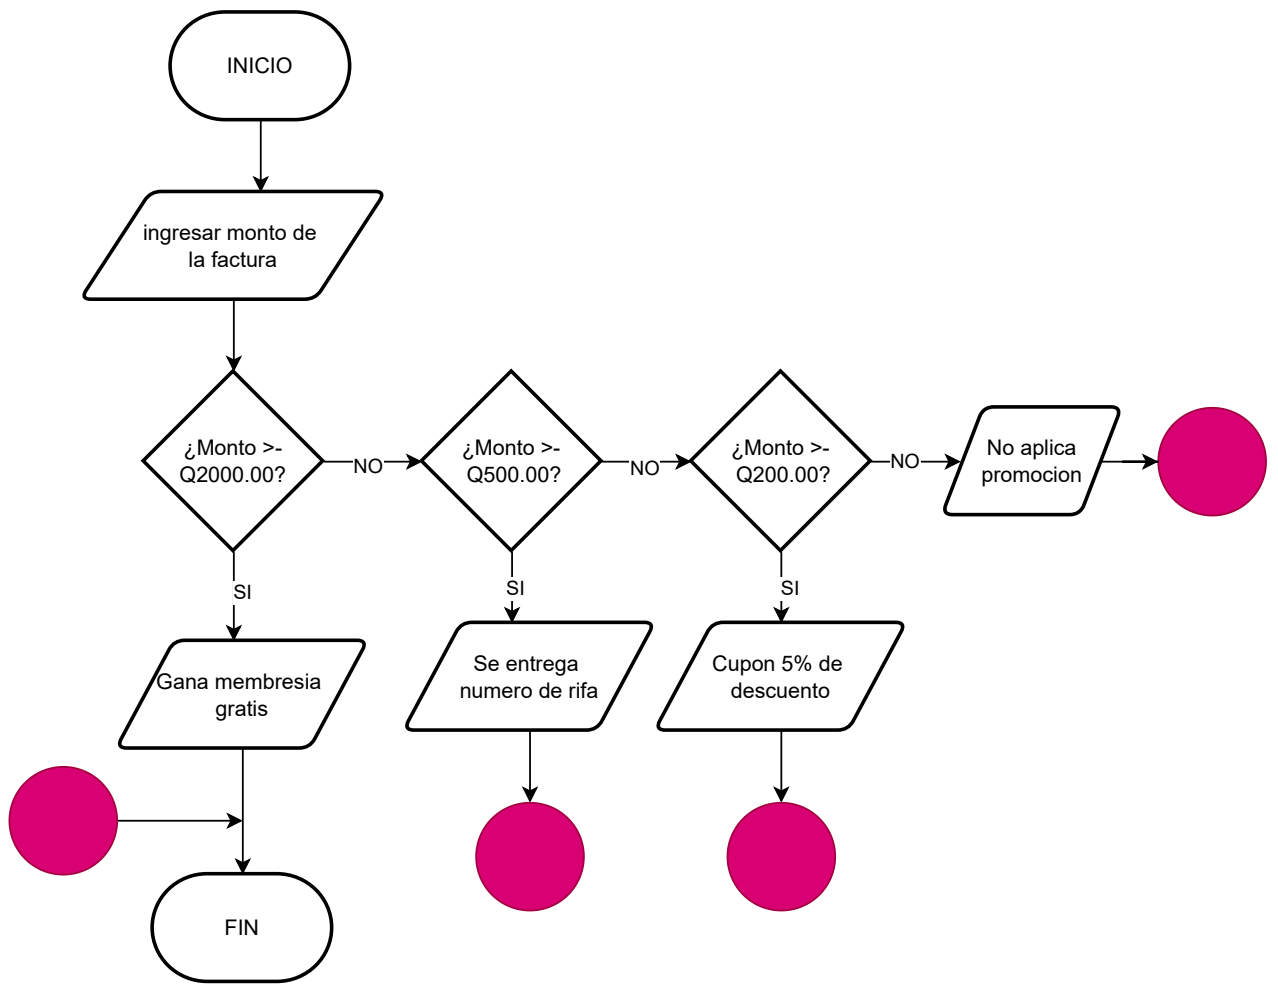 INICIO
ingresar monto de
la factura
¿Monto >-
Q2000.00?
NO
¿Monto >-
Q500.00?
NO
¿Monto >-
Q200.00?
NO
No aplica
promocion
SI
SI
SI
Gana membresia
gratis
Se entrega
numero de rifa
Cupon 5% de
descuento
FIN